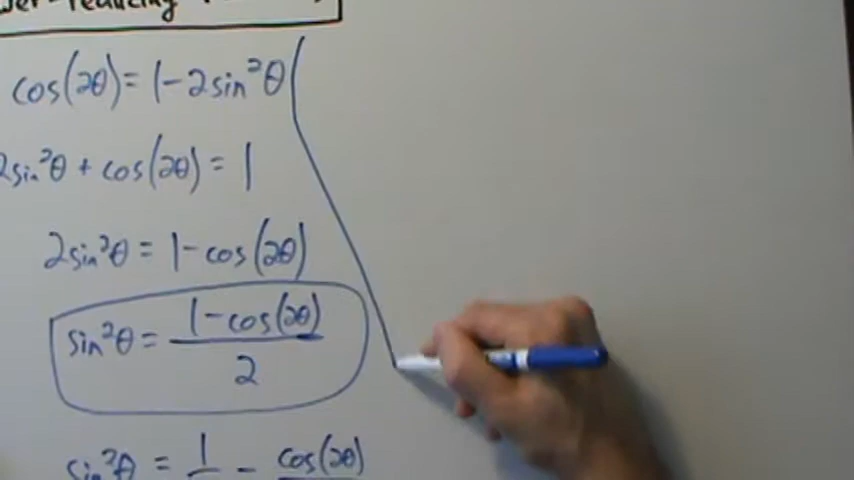 reducing
cos(2θ) = 1 - 2sin²θ
2sin²θ + cos(2θ) = 1
2sin²θ = 1 - cos(2θ)
sin²θ = (1 - cos(2θ))/2
sin²θ = 1 - cos(2θ)